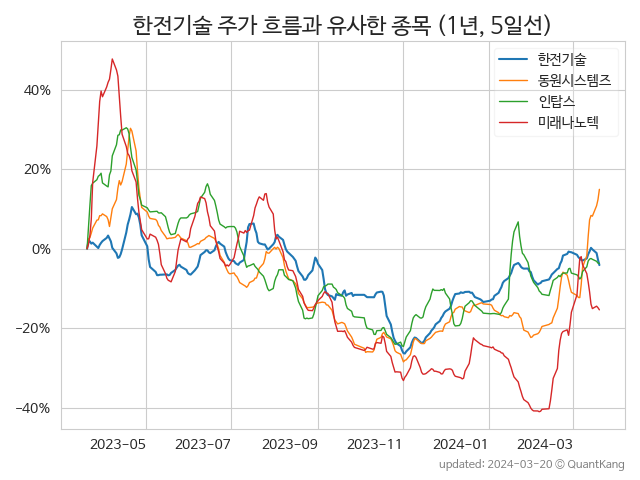 한전기술 주가 흐름과 유사한 종목 (1년, 5일선)
한전기술
동원시스템즈
인탑스
미래나노텍
40%
20%
0%
−20%
−40%
2023-05 2023-07 2023-09 2023-11 2024-01 2024-03
updated: 2024-03-20 © QuantKang